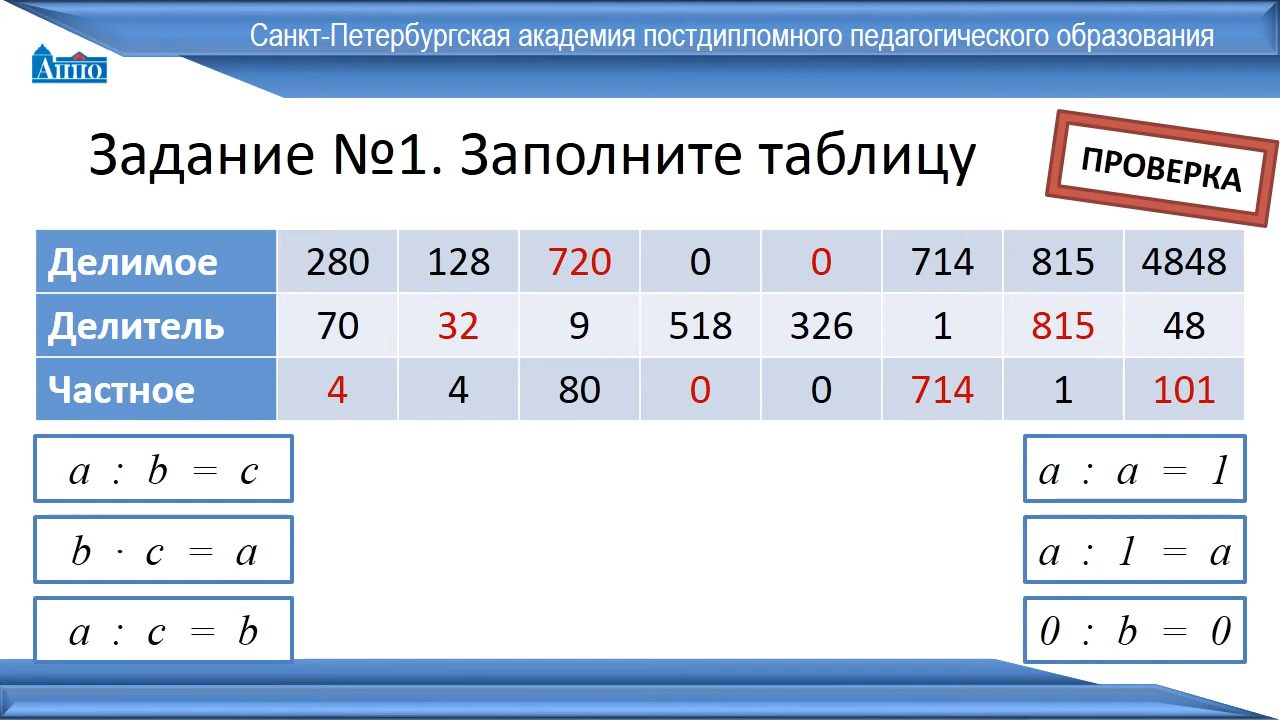 Санкт-Петербургская академия постдипломного педагогического образования
АППО
Задание №1. Заполните таблицу
ПРОВЕРКА
Делимое 280 128 720 0 0 714 815 4848
Делитель 70 32 9 518 326 1 815 48
Частное 4 4 80 0 0 714 1 101
a : b = c
a : a = 1
b · c = a
a : 1 = a
a : c = b
0 : b = 0